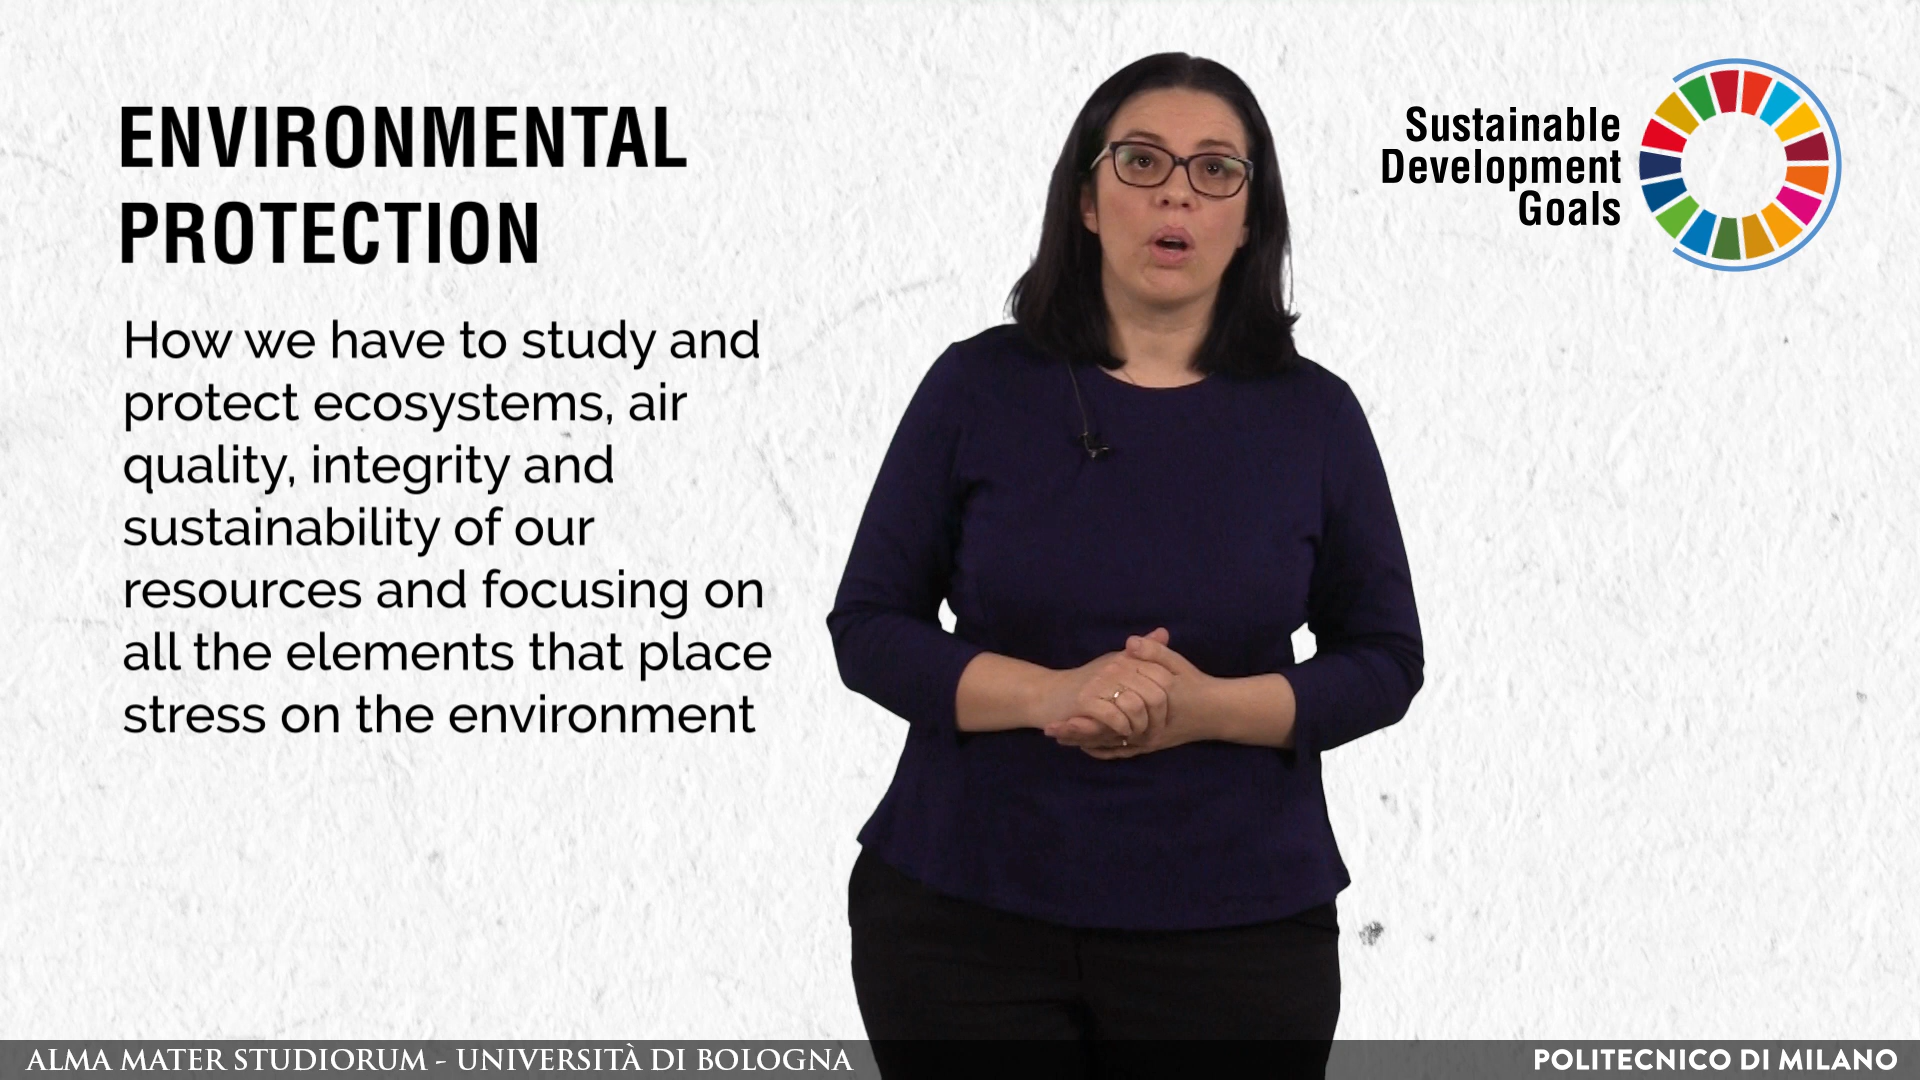 ENVIRONMENTAL
PROTECTION
How we have to study and
protect ecosystems, air
quality, integrity and
sustainability of our
resources and focusing on
all the elements that place
stress on the environment
Sustainable
Development
Goals
ALMA MATER STUDIORUM - UNIVERSITÀ DI BOLOGNA
POLITECNICO DI MILANO